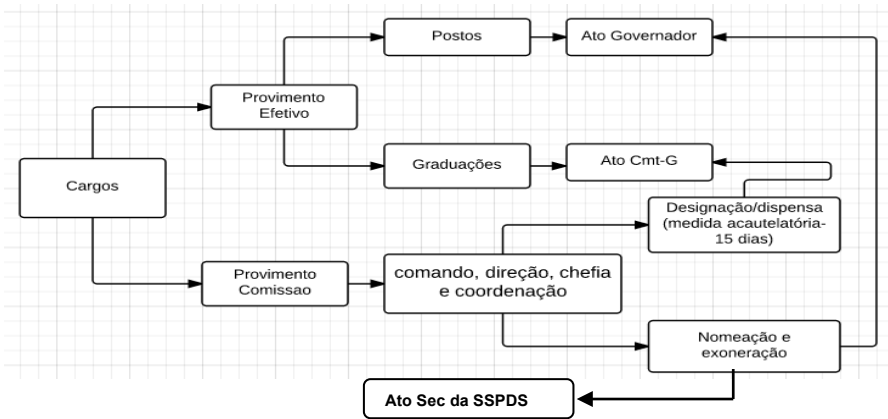 Postos
Ato Governador
Provimento
Efetivo
Graduações
Ato Cmt-G
Cargos
Designação/dispensa
(medida acautelatória-
15 dias)
Provimento
Comissao
comando, direção, chefia
e coordenação
Nomeação e
exoneração
Ato Sec da SSPDS